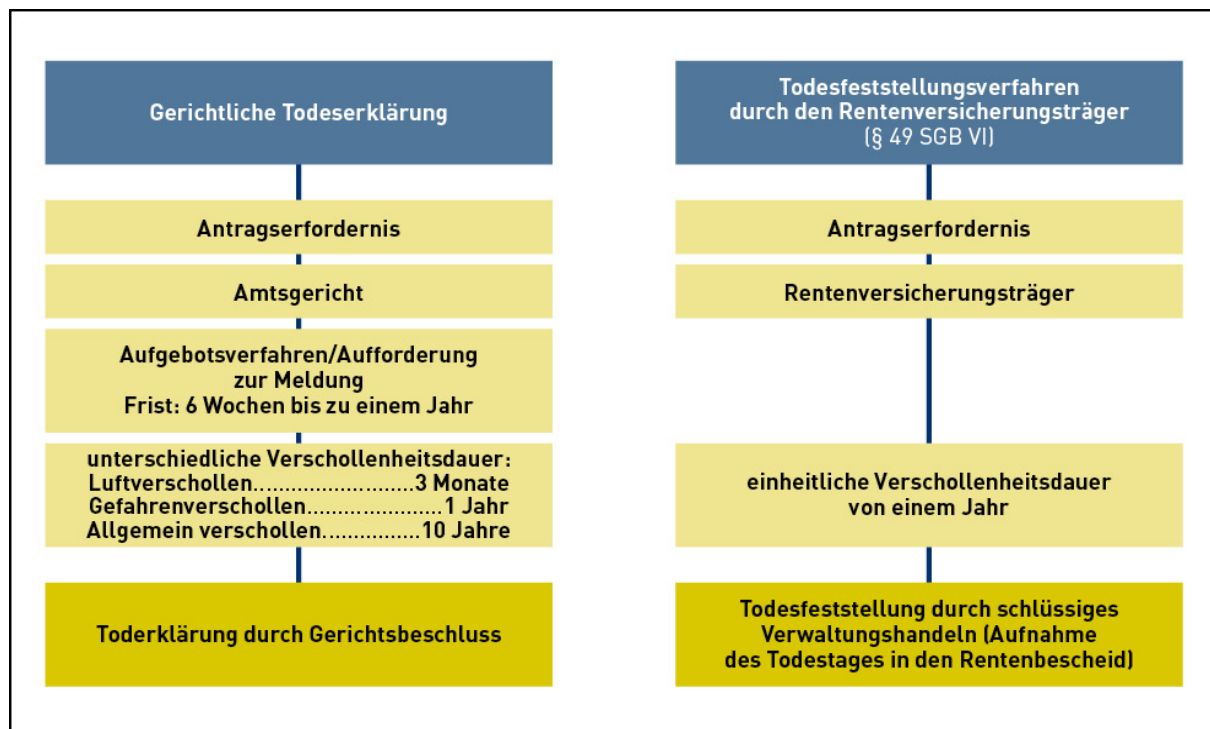 Gerichtliche Todeserklärung
Antragserfordernis
Amtsgericht
Aufgebotsverfahren/Aufforderung
zur Meldung
Frist: 6 Wochen bis zu einem Jahr
unterschiedliche Verschollenheitsdauer:
Luftverschollen...........................3 Monate
Gefahrenverschollen.......................1 Jahr
Allgemein verschollen................10 Jahre
Toderklärung durch Gerichtsbeschluss
Todesfeststellungsverfahren
durch den Rentenversicherungsträger
(§ 49 SGB VI)
Antragserfordernis
Rentenversicherungsträger
einheitliche Verschollenheitsdauer
von einem Jahr
Todesfeststellung durch schlüssiges
Verwaltungshandeln (Aufnahme
des Todestages in den Rentenbescheid)